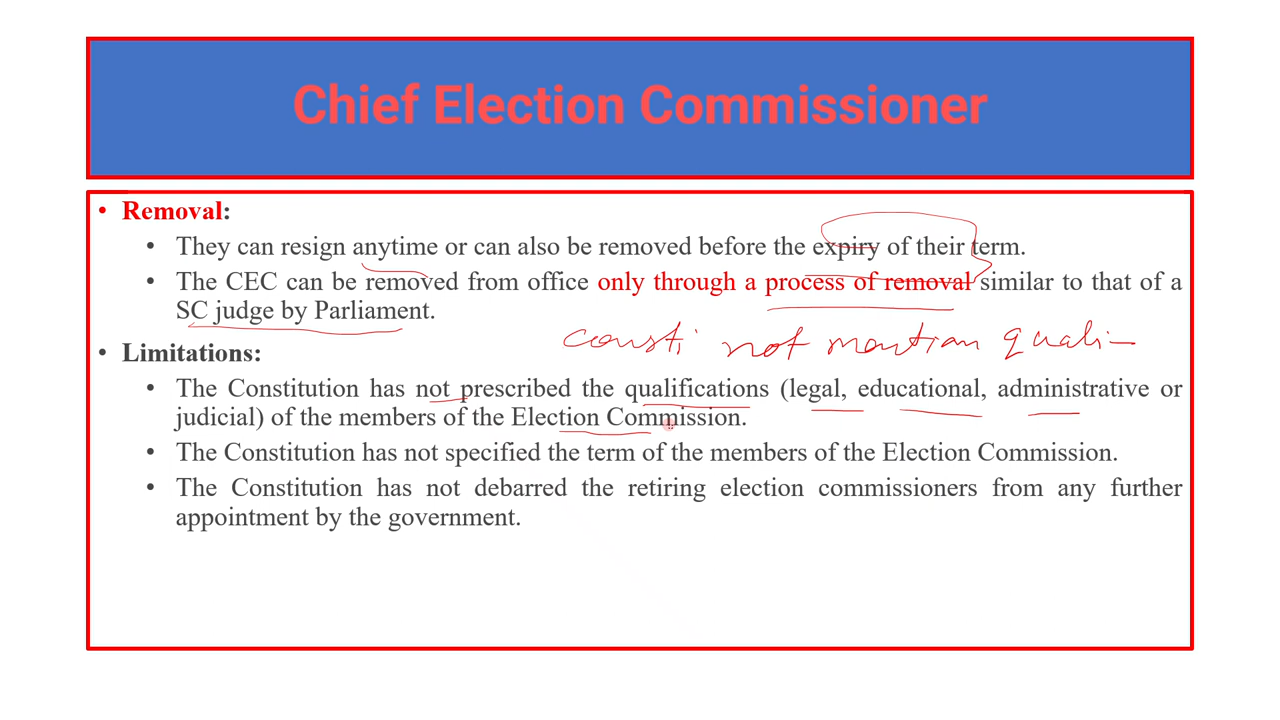 Chief Election Commissioner
• Removal:
• They can resign anytime or can also be removed before the expiry of their term.
• The CEC can be removed from office only through a process of removal similar to that of a
SC judge by Parliament.
consti not mention quali-
• Limitations:
• The Constitution has not prescribed the qualifications (legal, educational, administrative or
judicial) of the members of the Election Commission.
• The Constitution has not specified the term of the members of the Election Commission.
• The Constitution has not debarred the retiring election commissioners from any further
appointment by the government.